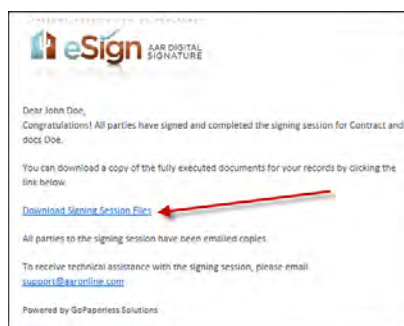 eSign AAR DIGITAL
SIGNATURE
Dear John Doe,
Congratulations! All parties have signed and completed the signing session for Contract and
docs Doe.
You can download a copy of the fully executed documents for your records by clicking the
link below.
Download Signing Session Files
All parties to the signing session have been emailed copies.
To receive technical assistance with the signing session, please email
support@aaronline.com
Powered by GoPaperless Solutions